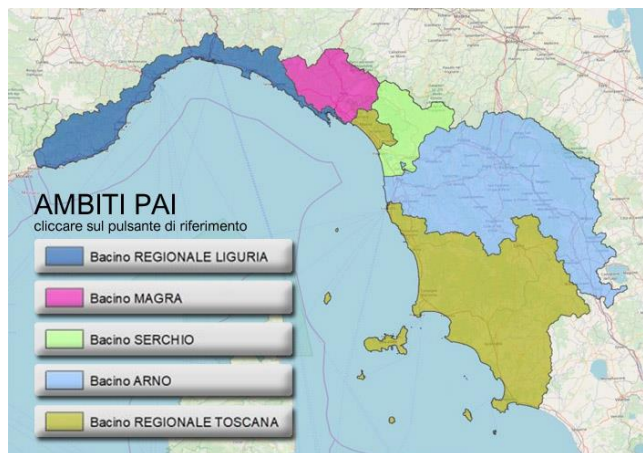 AMBITI PAI
cliccare sul pulsante di riferimento
Bacino REGIONALE LIGURIA
Bacino MAGRA
Bacino SERCHIO
Bacino ARNO
Bacino REGIONALE TOSCANA